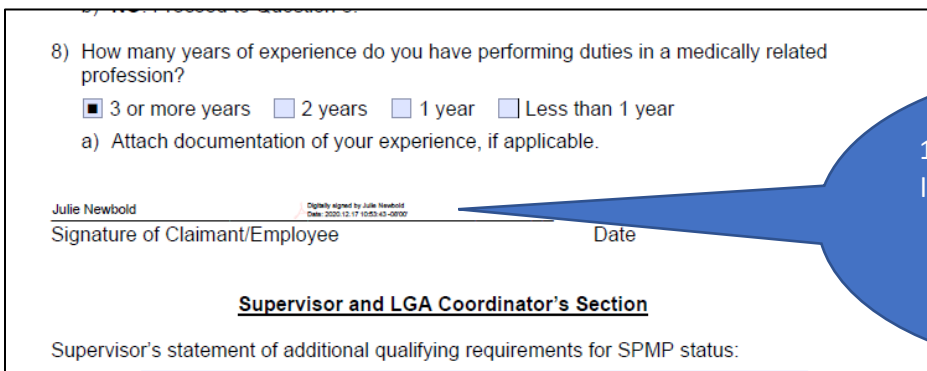 8) How many years of experience do you have performing duties in a medically related
profession?
3 or more years 2 years 1 year Less than 1 year
a) Attach documentation of your experience, if applicable.
Julie Newbold
Digitally signed by Julie Newbold
Date: 2020.12.17 10:53:43 -08'00'
Signature of Claimant/Employee Date
Supervisor and LGA Coordinator's Section
Supervisor's statement of additional qualifying requirements for SPMP status: